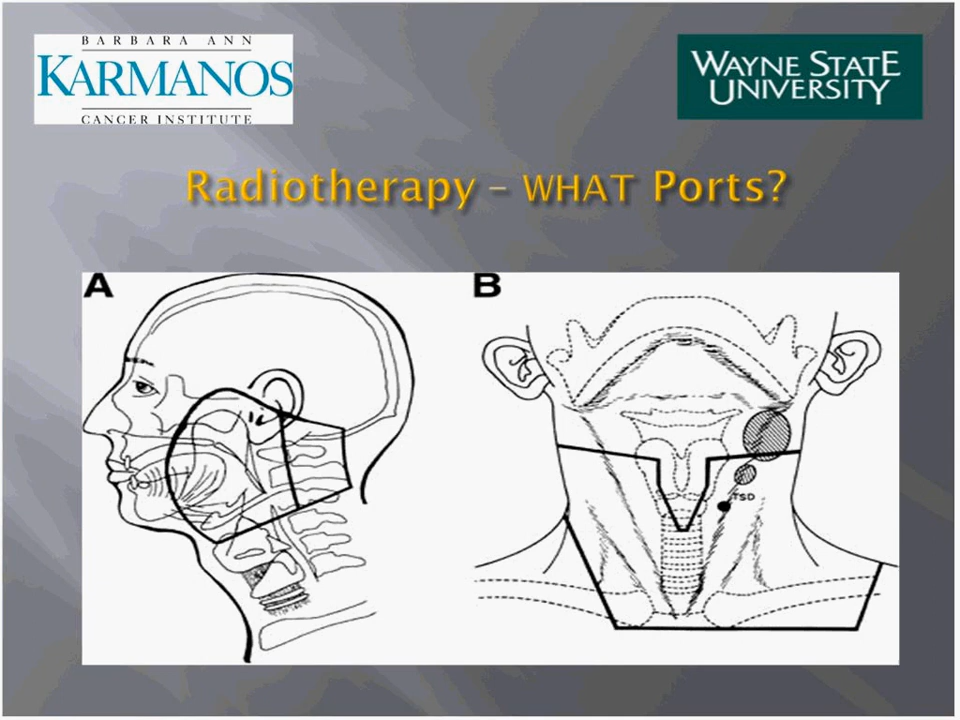 BARBARA ANN
KARMANOS
CANCER INSTITUTE
WAYNE STATE
UNIVERSITY
Radiotherapy – WHAT Ports?
A
B
TSD